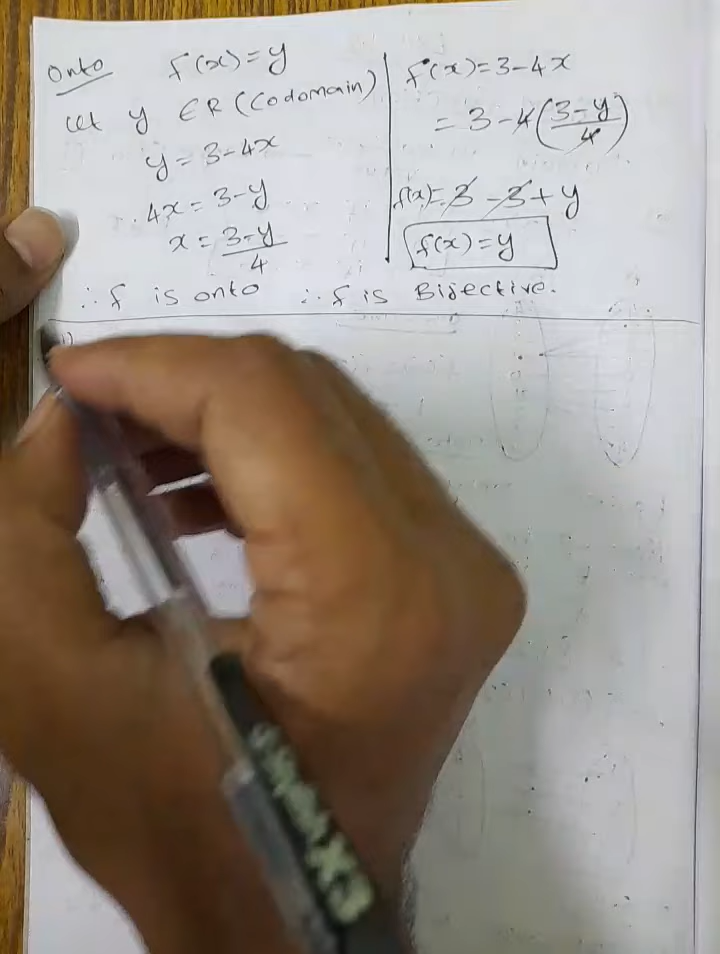 Onto f(x)=y
Let y ∈R (Codomain)
y = 3-4x
4x = 3-y
x = 3-y/4
f(x)=3-4x
= 3-4(3-y/4)
f(x)=3-3+y
f(x)=y
∴ f is onto ∴ f is Bijective.